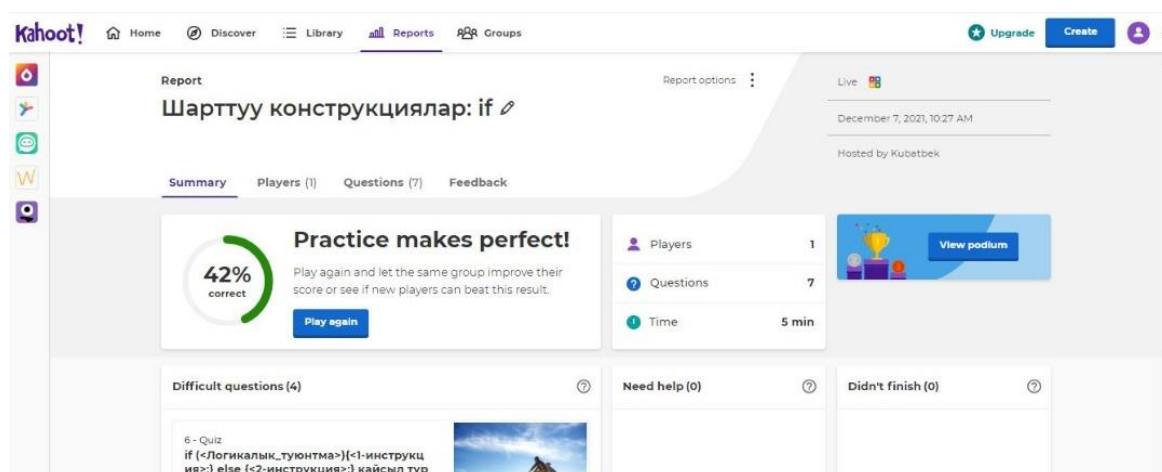 Kahoot! Home Discover Library Reports Groups Upgrade Create
Report
Report options
Шарттуу конструкциялар: if
Live
December 7, 2021, 10:27 AM
Hosted by Kubatbek
Summary Players (1) Questions (7) Feedback
42%
correct
Practice makes perfect!
Play again and let the same group improve their
score or see if new players can beat this result.
Play again
Players 1
Questions 7
Time 5 min
View podium
Difficult questions (4)
Need help (0)
Didn't finish (0)
6 - Quiz
if (<Логикалык_туюнтма>){<1-инструкц
ия>;} else {<2-инструкция>;} кайсыл тур